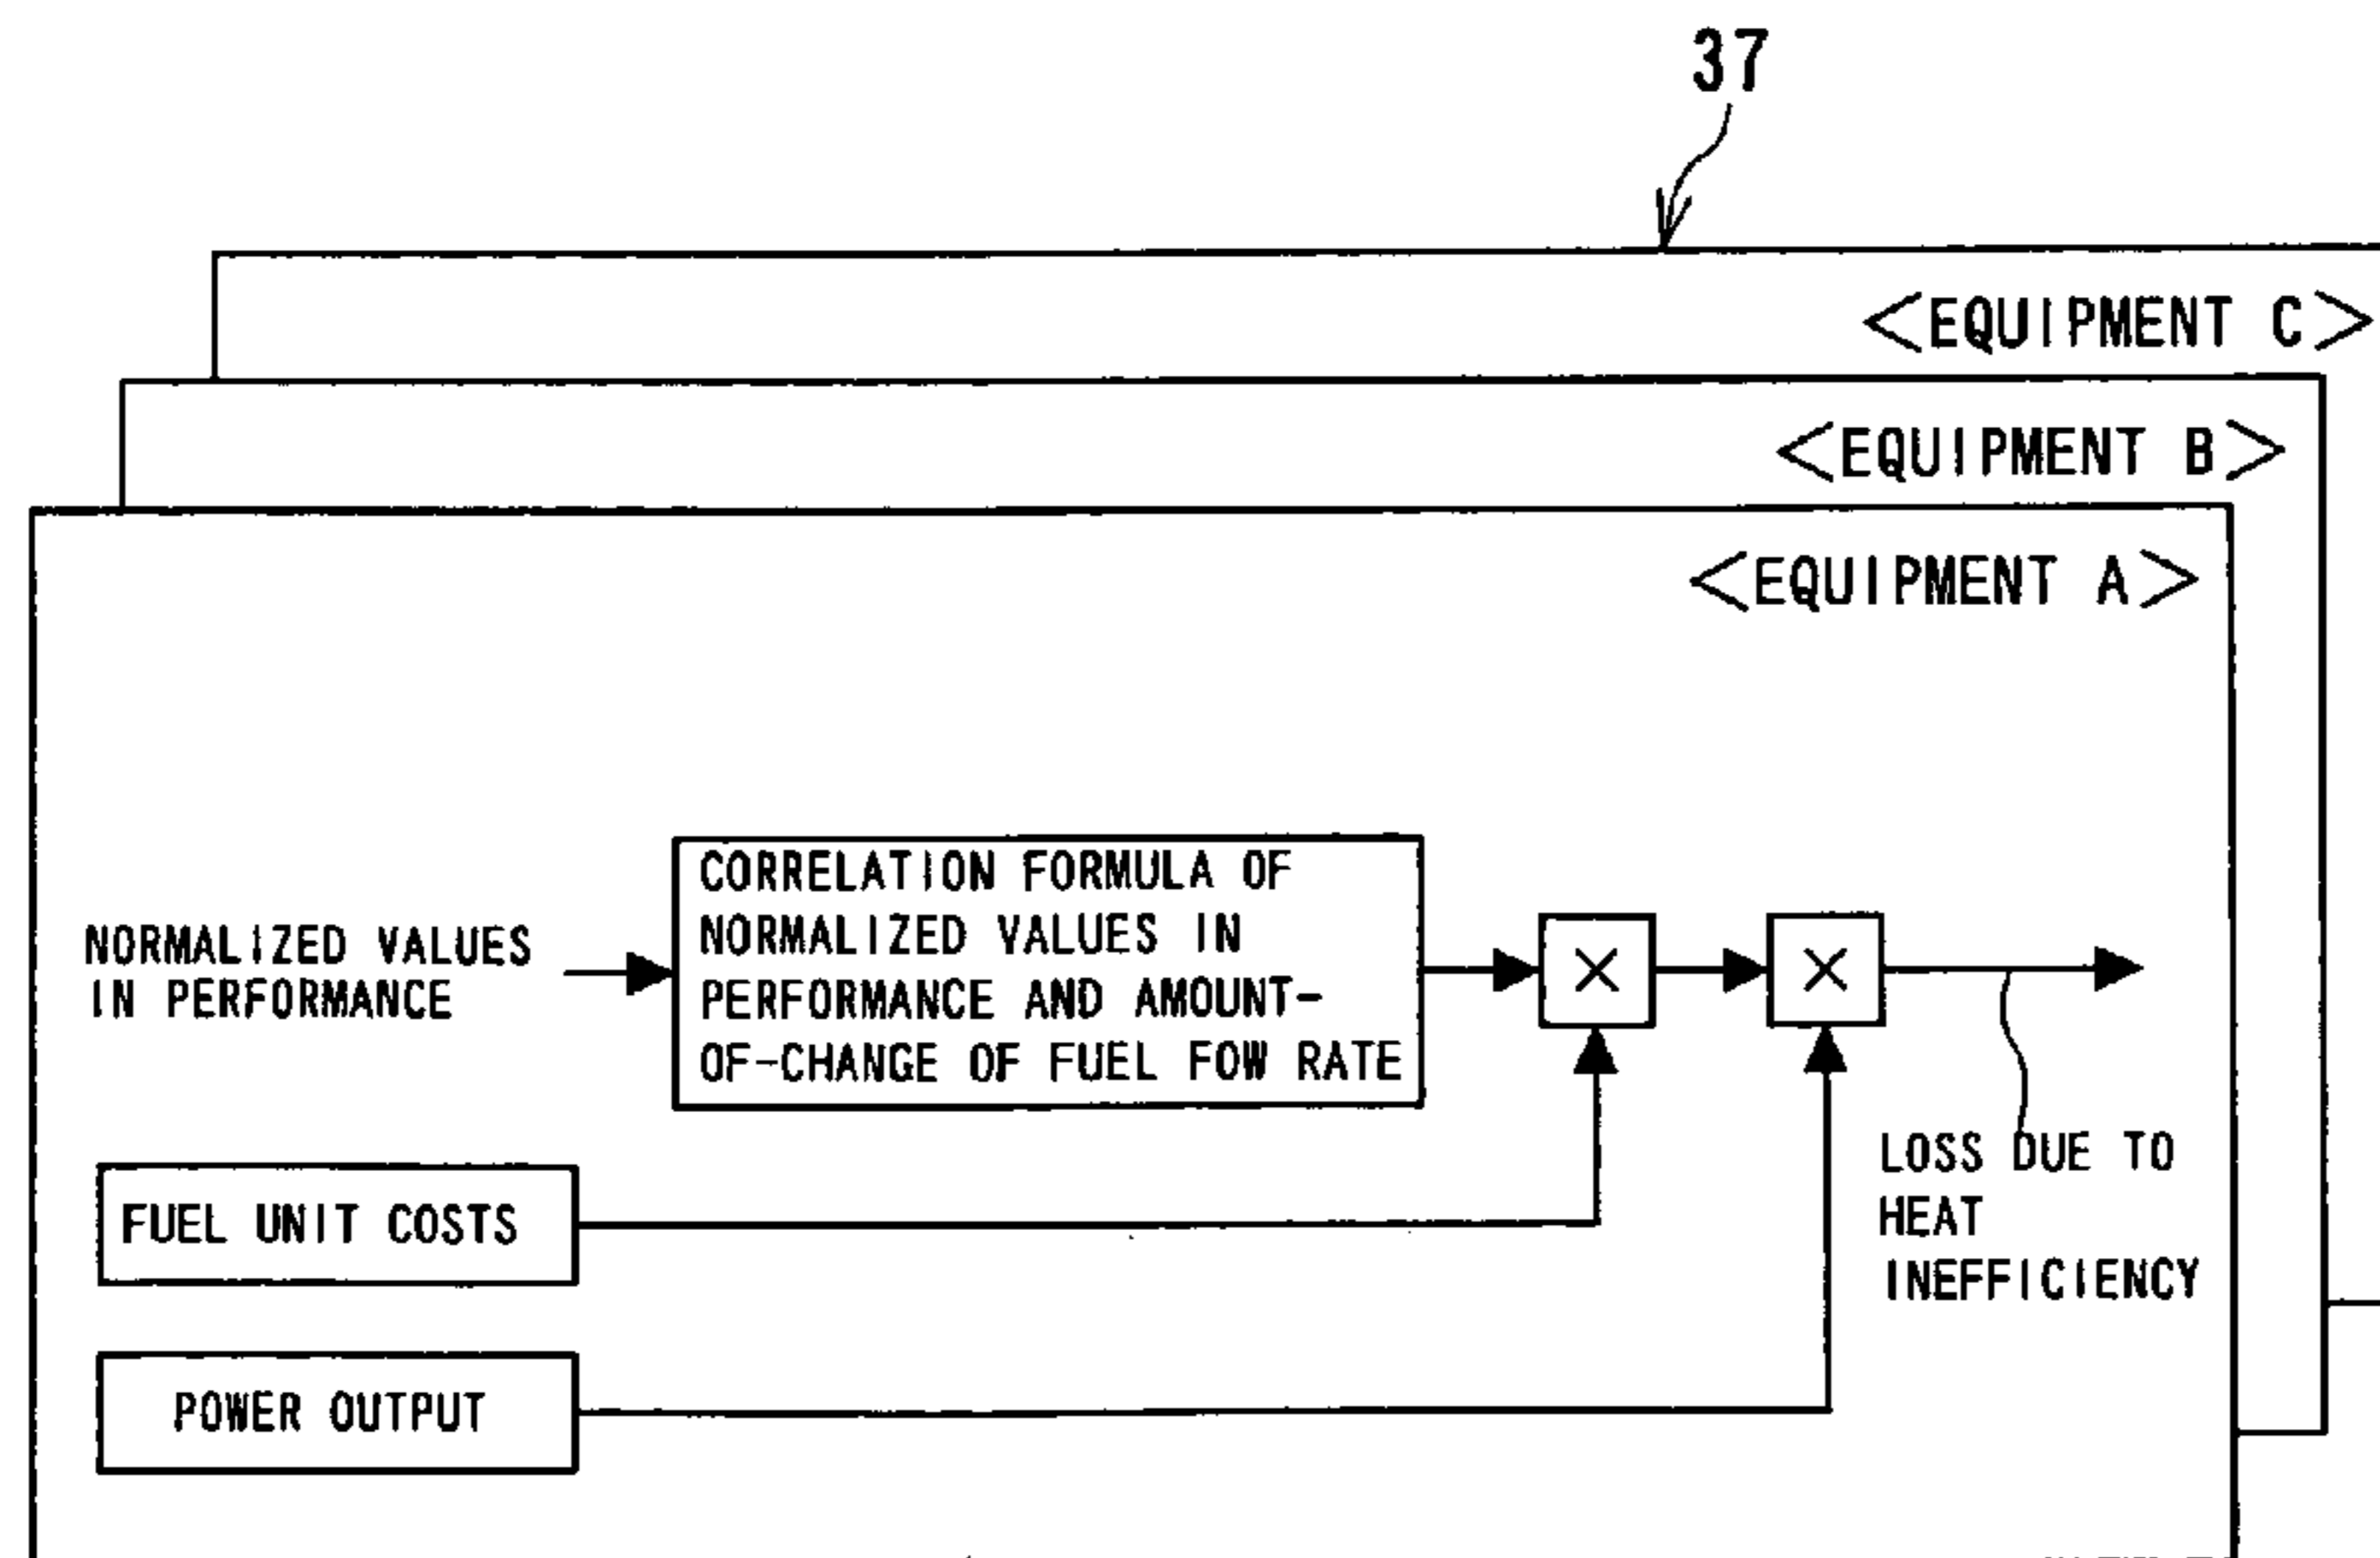 37
<EQUIPMENT C>
<EQUIPMENT B>
<EQUIPMENT A>
NORMALIZED VALUES
IN PERFORMANCE
CORRELATION FORMULA OF
NORMALIZED VALUES IN
PERFORMANCE AND AMOUNT-
OF-CHANGE OF FUEL FOW RATE
×
×
LOSS DUE TO
HEAT
INEFFICIENCY
FUEL UNIT COSTS
POWER OUTPUT